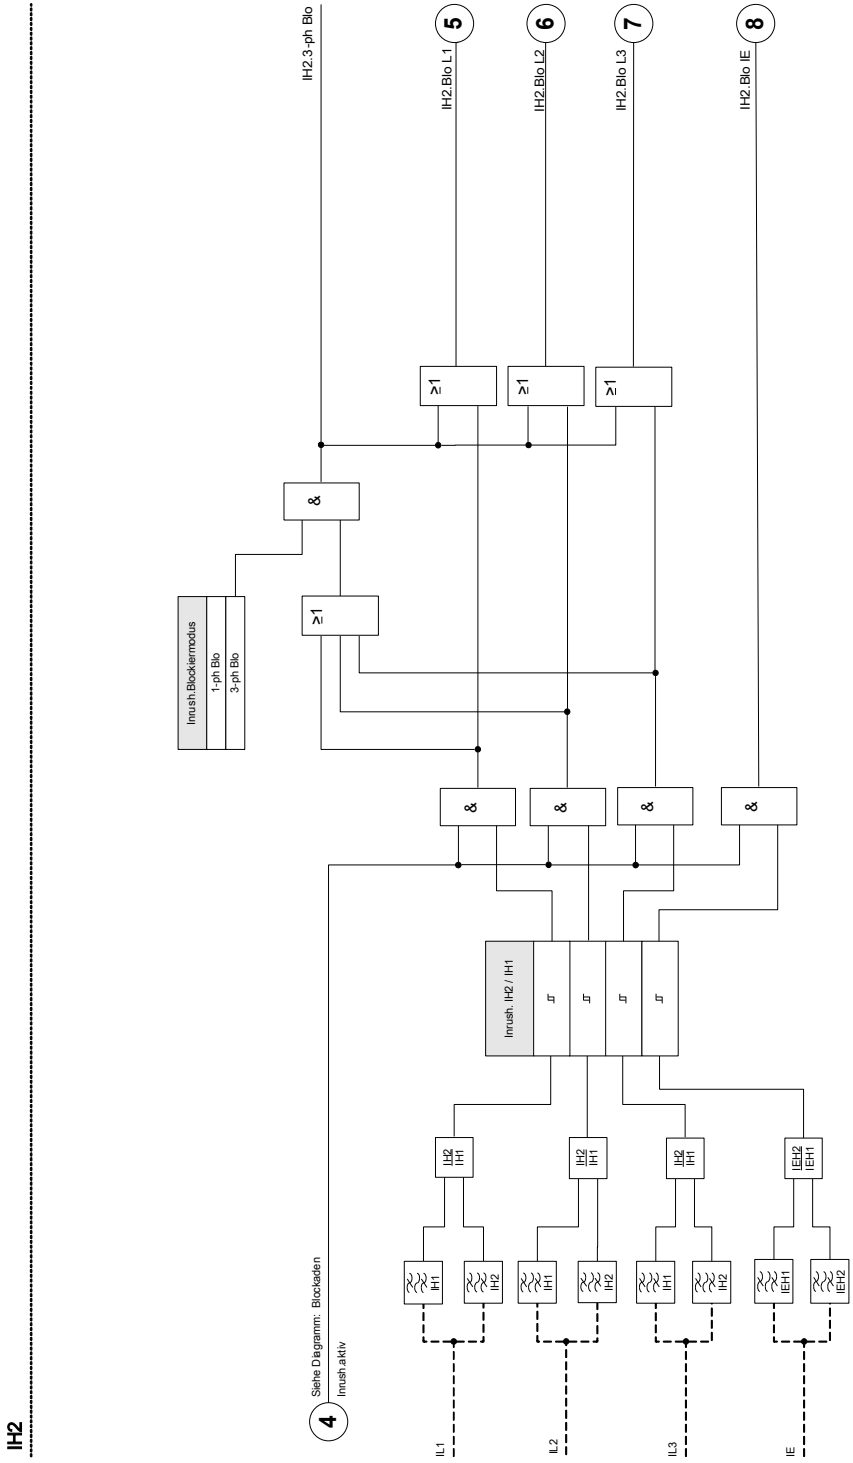 IH2
4
Siehe Diagramm: Blockaden
Inrush.aktiv
IL1
IL2
IL3
IE
IH1
IH2
IH1
IH2
IH1
IH2
IEH1
IEH2
IH2
IH1
IH2
IH1
IH2
IH1
IEH2
IEH1
Inrush. IH2 / IH1
&
&
&
&
Inrush.Blockiermodus
1-ph Blo
3-ph Blo
≥1
&
≥1
≥1
≥1
IH2.3-ph Blo
IH2.Blo L1
5
IH2.Blo L2
6
IH2.Blo L3
7
IH2.Blo IE
8